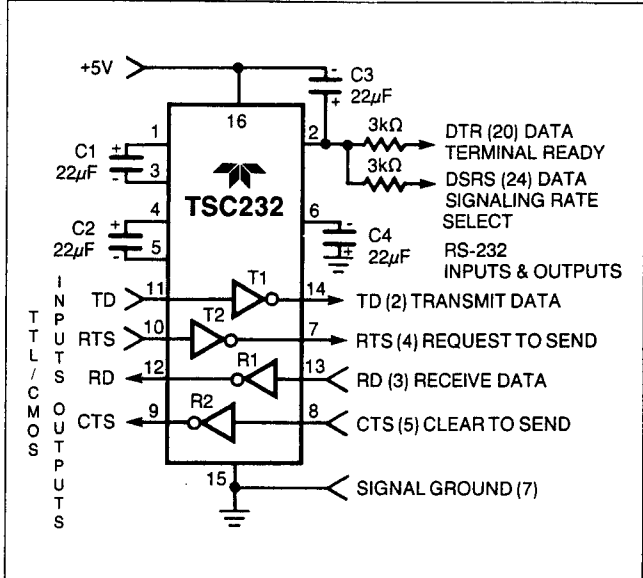 +5V
C3
22µF
- +
16
1
2
3kΩ
DTR (20) DATA
TERMINAL READY
C1
22µF
+ -
3
3kΩ
DSRS (24) DATA
SIGNALING RATE
SELECT
TSC232
4
6
C2
22µF
+ -
5
C4
22µF
- +
RS-232
INPUTS & OUTPUTS
TTL/CMOS
INPUTS OUTPUTS
TD
11
T1
14
TD (2) TRANSMIT DATA
RTS
10
T2
7
RTS (4) REQUEST TO SEND
RD
12
R1
13
RD (3) RECEIVE DATA
CTS
9
R2
8
CTS (5) CLEAR TO SEND
15
SIGNAL GROUND (7)